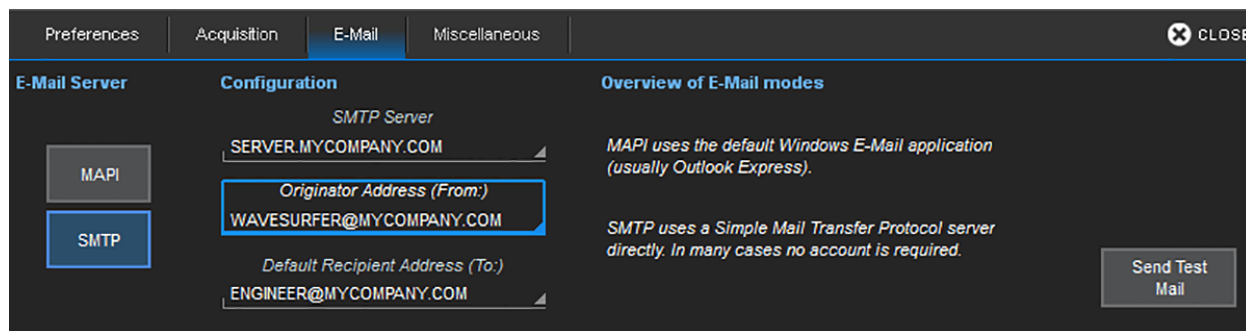 Preferences
Acquisition
E-Mail
Miscellaneous
CLOSE
E-Mail Server
MAPI
SMTP
Configuration
SMTP Server
SERVER.MYCOMPANY.COM
Originator Address (From:)
WAVESURFER@MYCOMPANY.COM
Default Recipient Address (To:)
ENGINEER@MYCOMPANY.COM
Overview of E-Mail modes
MAPI uses the default Windows E-Mail application
(usually Outlook Express).
SMTP uses a Simple Mail Transfer Protocol server
directly. In many cases no account is required.
Send Test
Mail